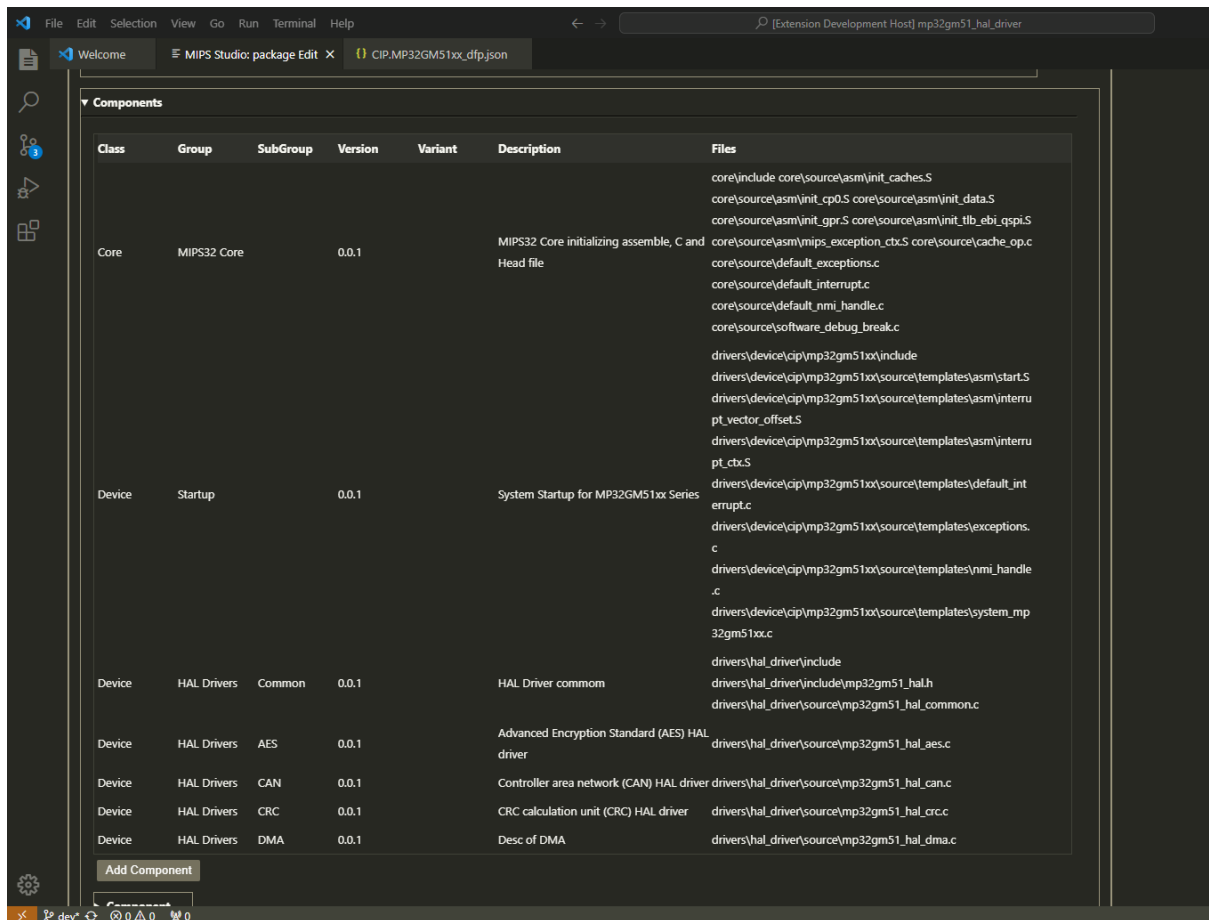 File Edit Selection View Go Run Terminal Help [Extension Development Host] mp32gm51_hal_driver
Welcome MIPS Studio: package Edit CIP.MP32GM51xx_dfp.json
Components
Class Group SubGroup Version Variant Description Files
core\include core\source\asm\init_caches.S
core\source\asm\init_cp0.S core\source\asm\init_data.S
core\source\asm\init_gpr.S core\source\asm\init_tlb_ebi_qspi.S
Core MIPS32 Core 0.0.1 MIPS32 Core initializing assemble, C and core\source\asm\mips_exception_ctx.S core\source\cache_op.c
Head file core\source\default_exceptions.c
core\source\default_interrupt.c
core\source\default_nmi_handle.c
core\source\software_debug_break.c
drivers\device\cip\mp32gm51xx\include
drivers\device\cip\mp32gm51xx\source\templates\asm\start.S
drivers\device\cip\mp32gm51xx\source\templates\asm\interru
pt_vector_offset.S
drivers\device\cip\mp32gm51xx\source\templates\asm\interru
pt_ctx.S
drivers\device\cip\mp32gm51xx\source\templates\default_int
Device Startup 0.0.1 System Startup for MP32GM51xx Series
errupt.c
drivers\device\cip\mp32gm51xx\source\templates\exceptions.
c
drivers\device\cip\mp32gm51xx\source\templates\nmi_handle
.c
drivers\device\cip\mp32gm51xx\source\templates\system_mp
32gm51xx.c
drivers\hal_driver\include
Device HAL Drivers Common 0.0.1 HAL Driver commom drivers\hal_driver\include\mp32gm51_hal.h
drivers\hal_driver\source\mp32gm51_hal_common.c
Device HAL Drivers AES 0.0.1 Advanced Encryption Standard (AES) HAL
driver drivers\hal_driver\source\mp32gm51_hal_aes.c
Device HAL Drivers CAN 0.0.1 Controller area network (CAN) HAL driver drivers\hal_driver\source\mp32gm51_hal_can.c
Device HAL Drivers CRC 0.0.1 CRC calculation unit (CRC) HAL driver drivers\hal_driver\source\mp32gm51_hal_crc.c
Device HAL Drivers DMA 0.0.1 Desc of DMA drivers\hal_driver\source\mp32gm51_hal_dma.c
Add Component
Component
3
dev* 0 0 0